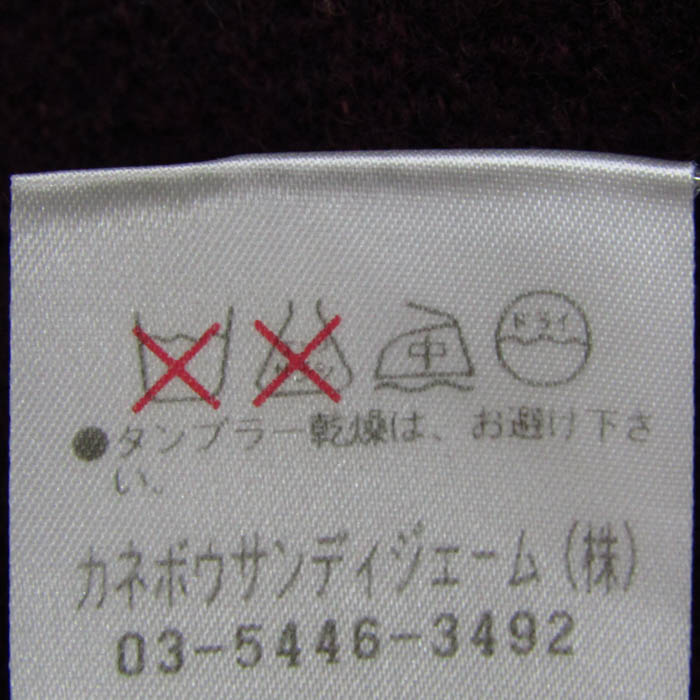 中 ドライ
●タンブラー乾燥は、お避け下さ
い。
カネボウサンディジェーム(株)
03-5446-3492